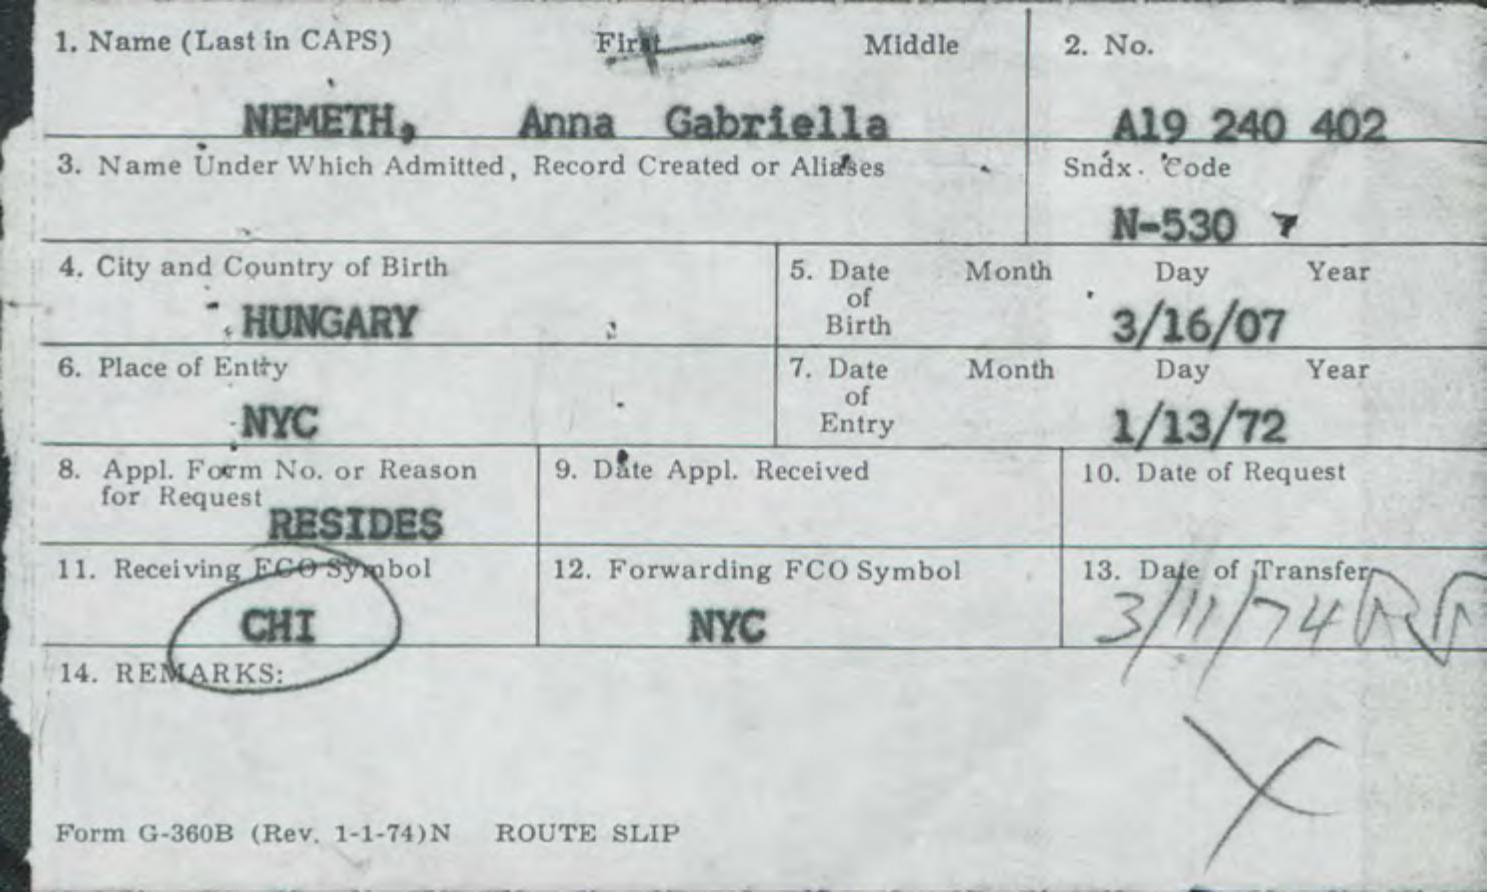 1. Name (Last in CAPS) First Middle 2. No.
NEMETH, Anna Gabriella A19 240 402
3. Name Under Which Admitted, Record Created or Aliases Sndx. Code
N-530
4. City and Country of Birth 5. Date of Birth Month Day Year
HUNGARY 3/16/07
6. Place of Entry 7. Date of Entry Month Day Year
NYC 1/13/72
8. Appl. Form No. or Reason 9. Date Appl. Received 10. Date of Request
for Request RESIDES
11. Receiving FCO Symbol 12. Forwarding FCO Symbol 13. Date of Transfer
CHI NYC 3/11/74
14. REMARKS:
Form G-360B (Rev. 1-1-74)N ROUTE SLIP